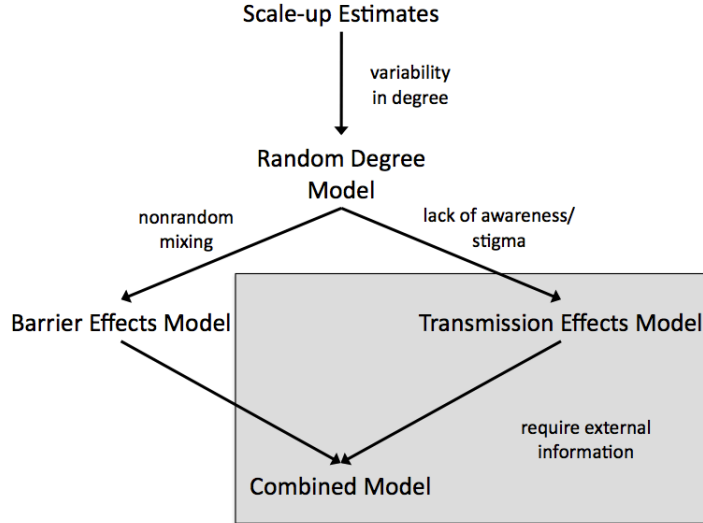 Scale-up Estimates
variability
in degree
Random Degree
Model
nonrandom
mixing
lack of awareness/
stigma
Barrier Effects Model
Transmission Effects Model
require external
information
Combined Model